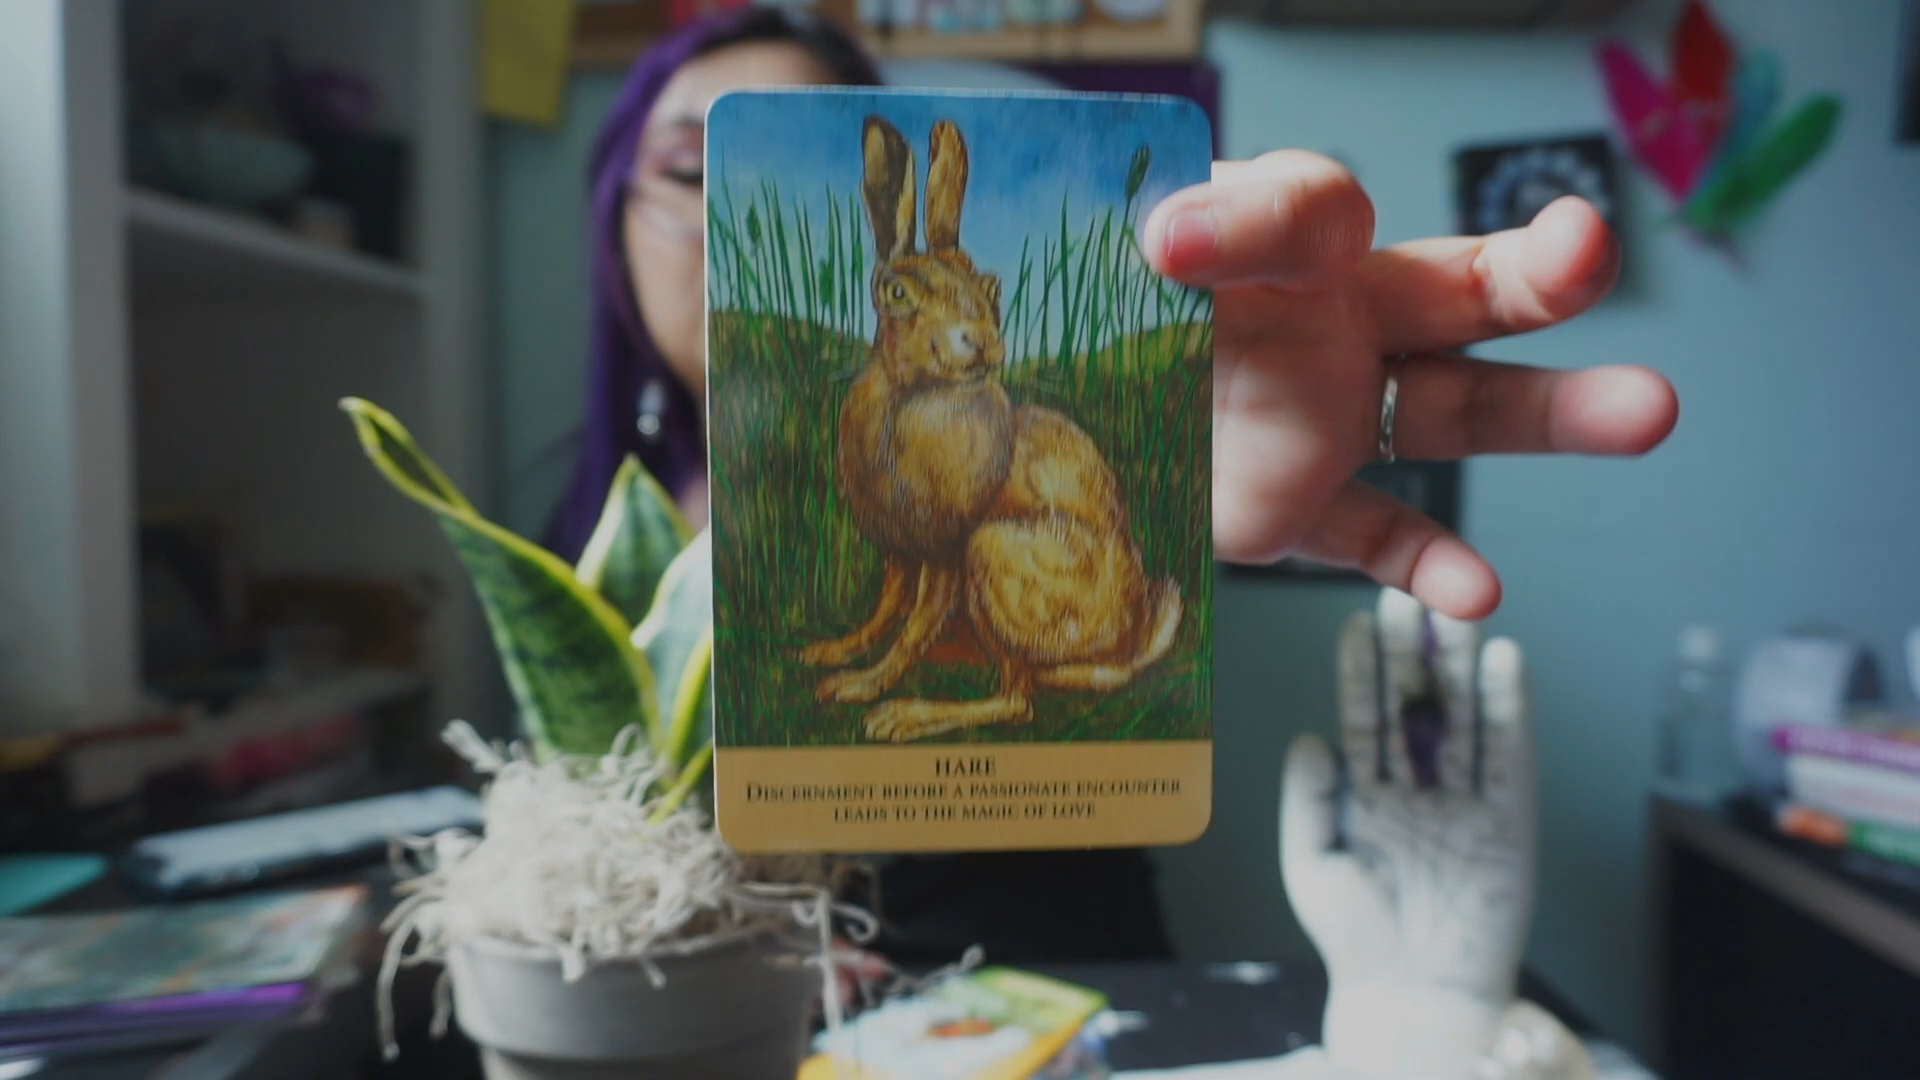 HARE
DISCERNMENT BEFORE A PASSIONATE ENCOUNTER
LEADS TO THE MAGIC OF LOVE